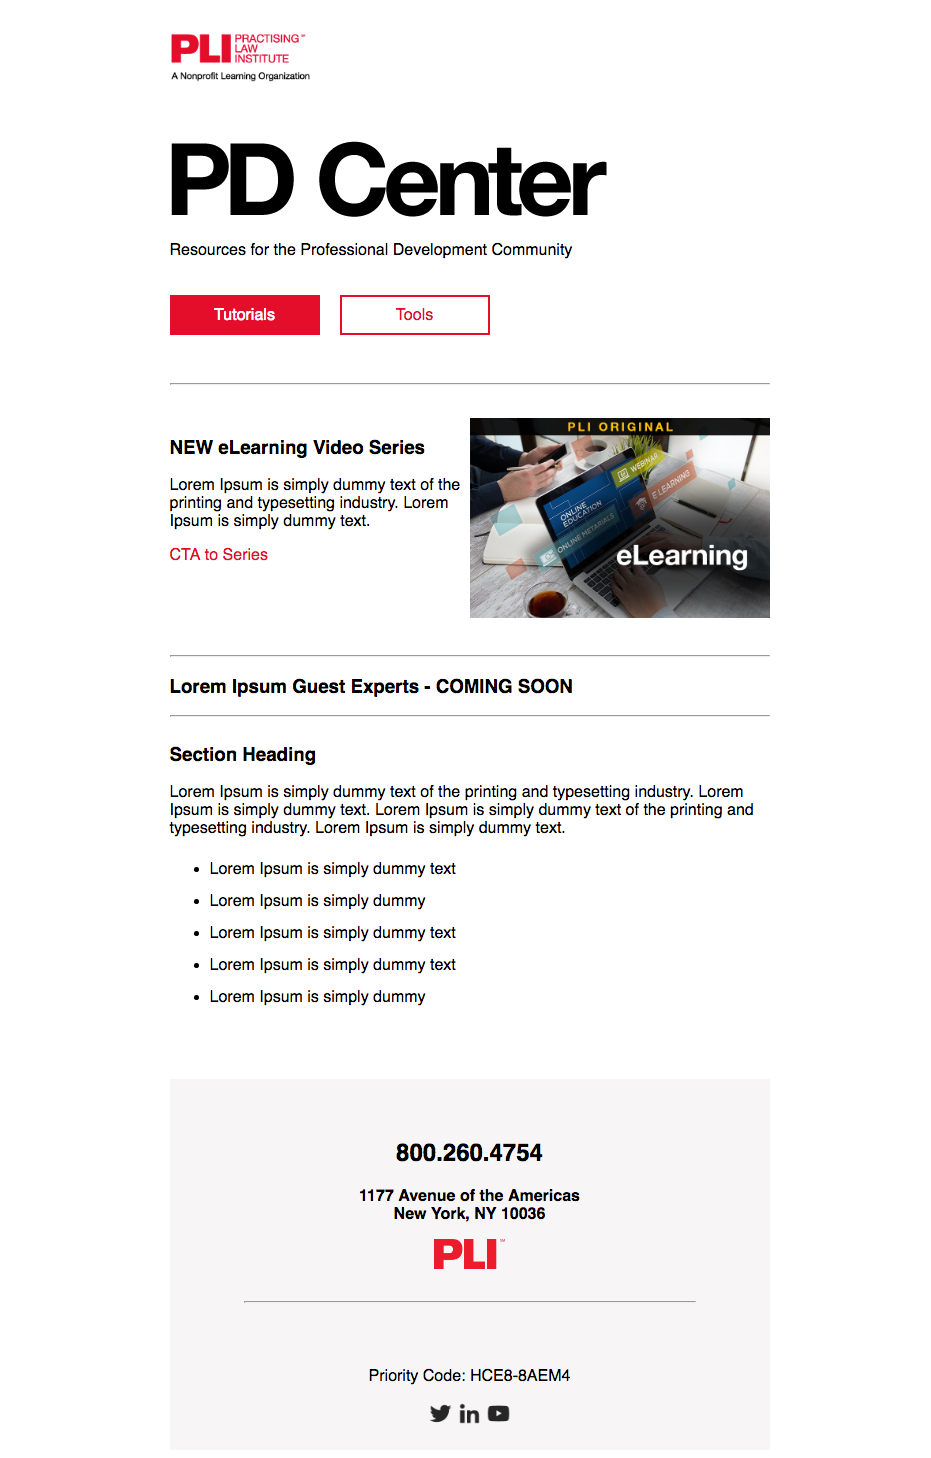 PLI PRACTISING™
LAW
INSTITUTE
A Nonprofit Learning Organization
PD Center
Resources for the Professional Development Community
Tutorials
Tools
NEW eLearning Video Series
Lorem Ipsum is simply dummy text of the
printing and typesetting industry. Lorem
Ipsum is simply dummy text.
CTA to Series
PLI ORIGINAL
WEBINAR
E LEARNING
ONLINE
EDUCATION
ONLINE METARIALS
eLearning
Lorem Ipsum Guest Experts - COMING SOON
Section Heading
Lorem Ipsum is simply dummy text of the printing and typesetting industry. Lorem
Ipsum is simply dummy text. Lorem Ipsum is simply dummy text of the printing and
typesetting industry. Lorem Ipsum is simply dummy text.
• Lorem Ipsum is simply dummy text
• Lorem Ipsum is simply dummy
• Lorem Ipsum is simply dummy text
• Lorem Ipsum is simply dummy text
• Lorem Ipsum is simply dummy
800.260.4754
1177 Avenue of the Americas
New York, NY 10036
PLI℠
Priority Code: HCE8-8AEM4